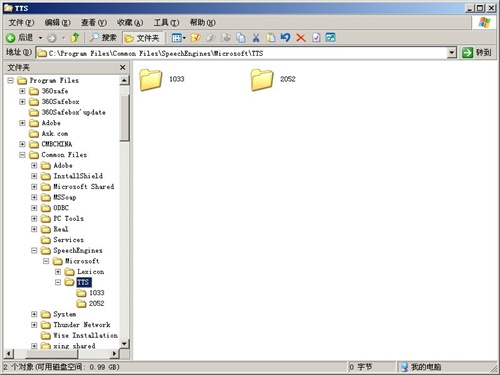 TTS
文件(F) 编辑(E) 查看(V) 收藏(A) 工具(T) 帮助(H)
后退 搜索 文件夹
地址(D) C:\Program Files\Common Files\SpeechEngines\Microsoft\TTS 转到
文件夹
Program Files
360safe
360Safebox
360Safebox'update
Adobe
Ask.com
CMBCHINA
Common Files
Adobe
InstallShield
Microsoft Shared
MSSoap
ODBC
PC Tools
Real
Services
SpeechEngines
Microsoft
Lexicon
TTS
1033
2052
System
Thunder Network
Wise Installation
xing shared
1033
2052
2 个对象(可用磁盘空间: 0.99 GB)
0 字节
我的电脑